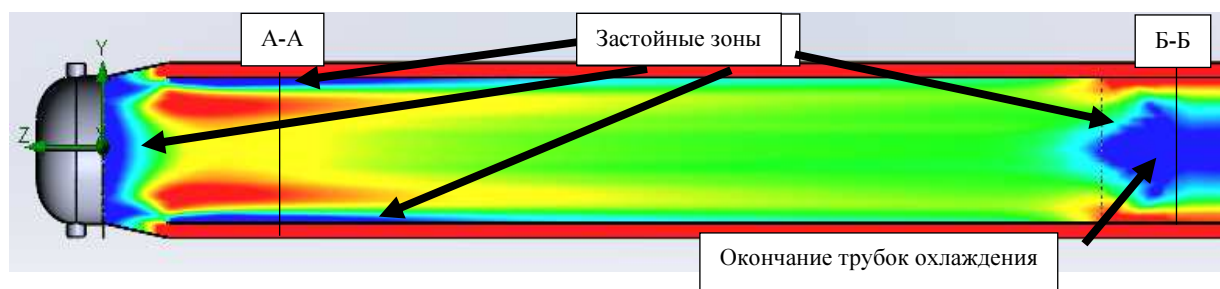 А-А
Застойные зоны
Б-Б
Y
Z
Окончание трубок охлаждения